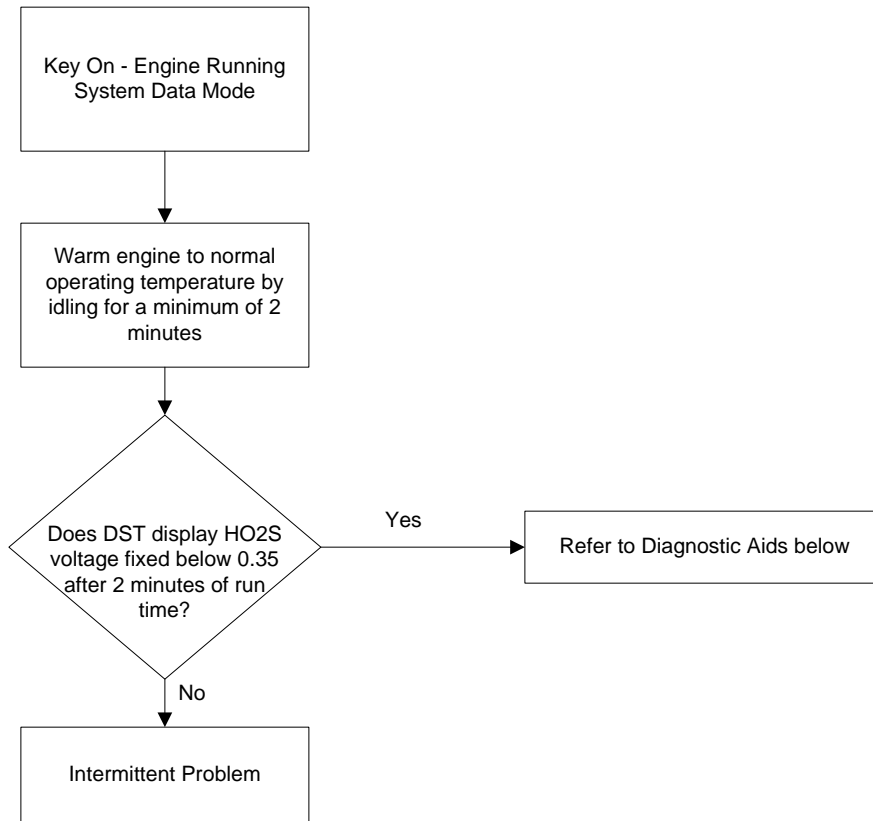 Key On - Engine Running
System Data Mode
Warm engine to normal
operating temperature by
idling for a minimum of 2
minutes
Does DST display HO2S
voltage fixed below 0.35
after 2 minutes of run
time?
Yes
Refer to Diagnostic Aids below
No
Intermittent Problem